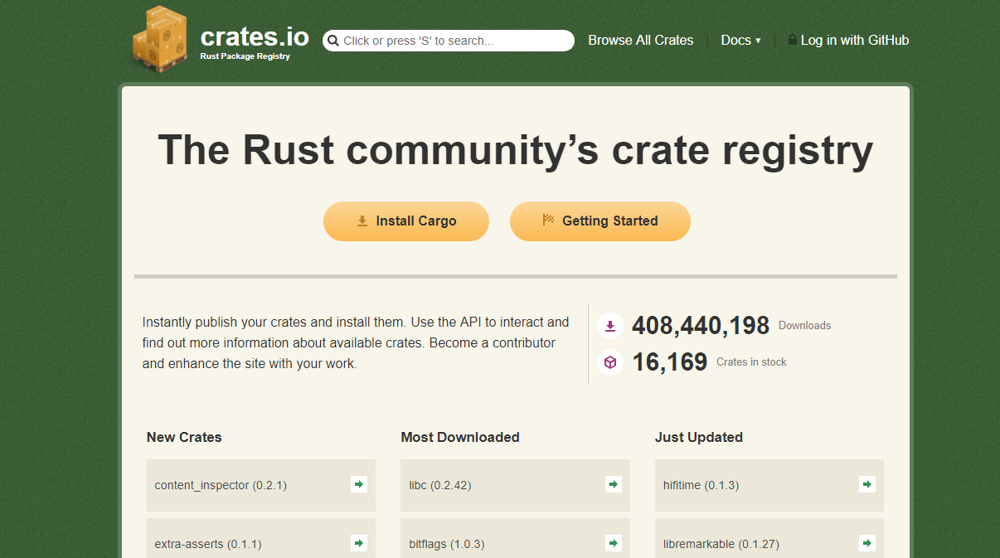 crates.io
Rust Package Registry
Click or press 'S' to search...
Browse All Crates
Docs ▾
Log in with GitHub
The Rust community’s crate registry
Install Cargo
Getting Started
Instantly publish your crates and install them. Use the API to interact and
find out more information about available crates. Become a contributor
and enhance the site with your work.
408,440,198 Downloads
16,169 Crates in stock
New Crates
content_inspector (0.2.1)
extra-asserts (0.1.1)
Most Downloaded
libc (0.2.42)
bitflags (1.0.3)
Just Updated
hifitime (0.1.3)
libremarkable (0.1.27)